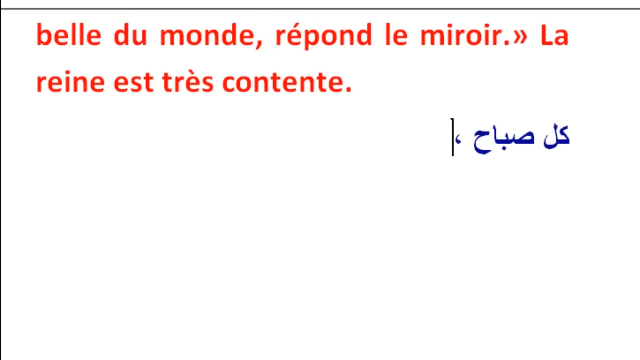 belle du monde, répond le miroir.» La
reine est très contente.
كل صباح ،